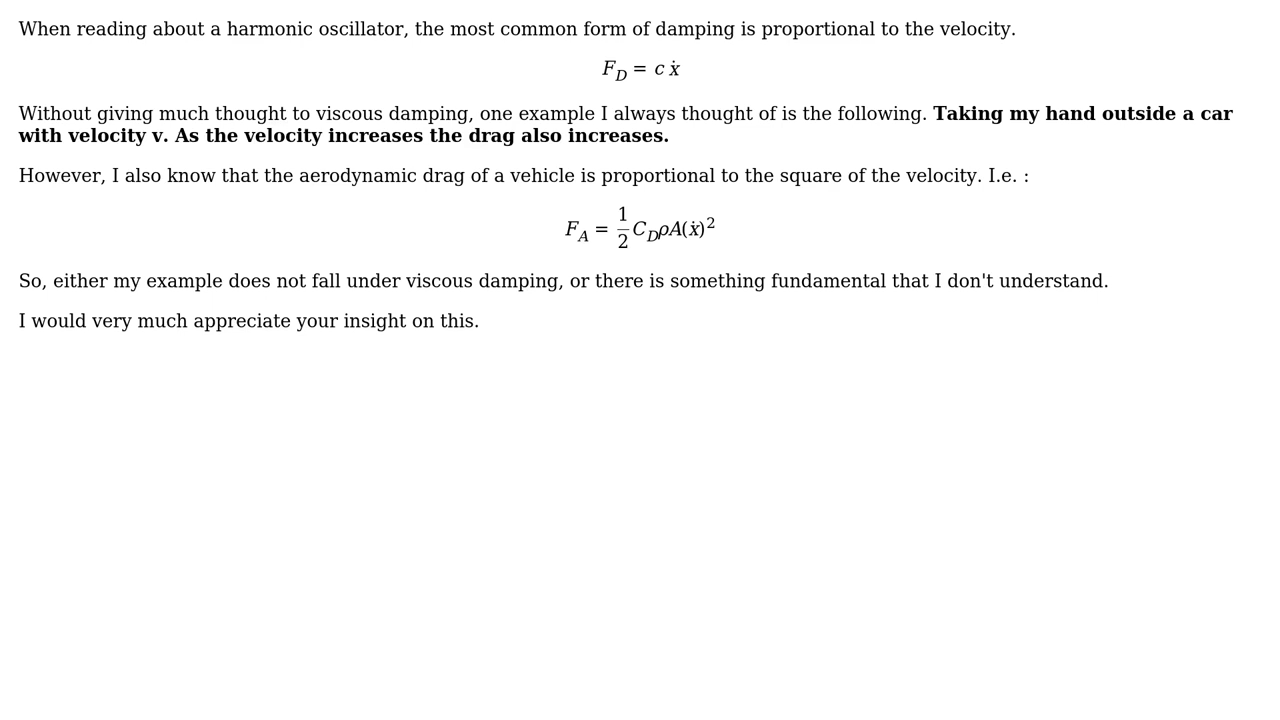 When reading about a harmonic oscillator, the most common form of damping is proportional to the velocity.
F_D = c ẋ
Without giving much thought to viscous damping, one example I always thought of is the following. Taking my hand outside a car
with velocity v. As the velocity increases the drag also increases.
However, I also know that the aerodynamic drag of a vehicle is proportional to the square of the velocity. I.e. :
F_A = \frac{1}{2} C_D ρA(ẋ)^2
So, either my example does not fall under viscous damping, or there is something fundamental that I don't understand.
I would very much appreciate your insight on this.